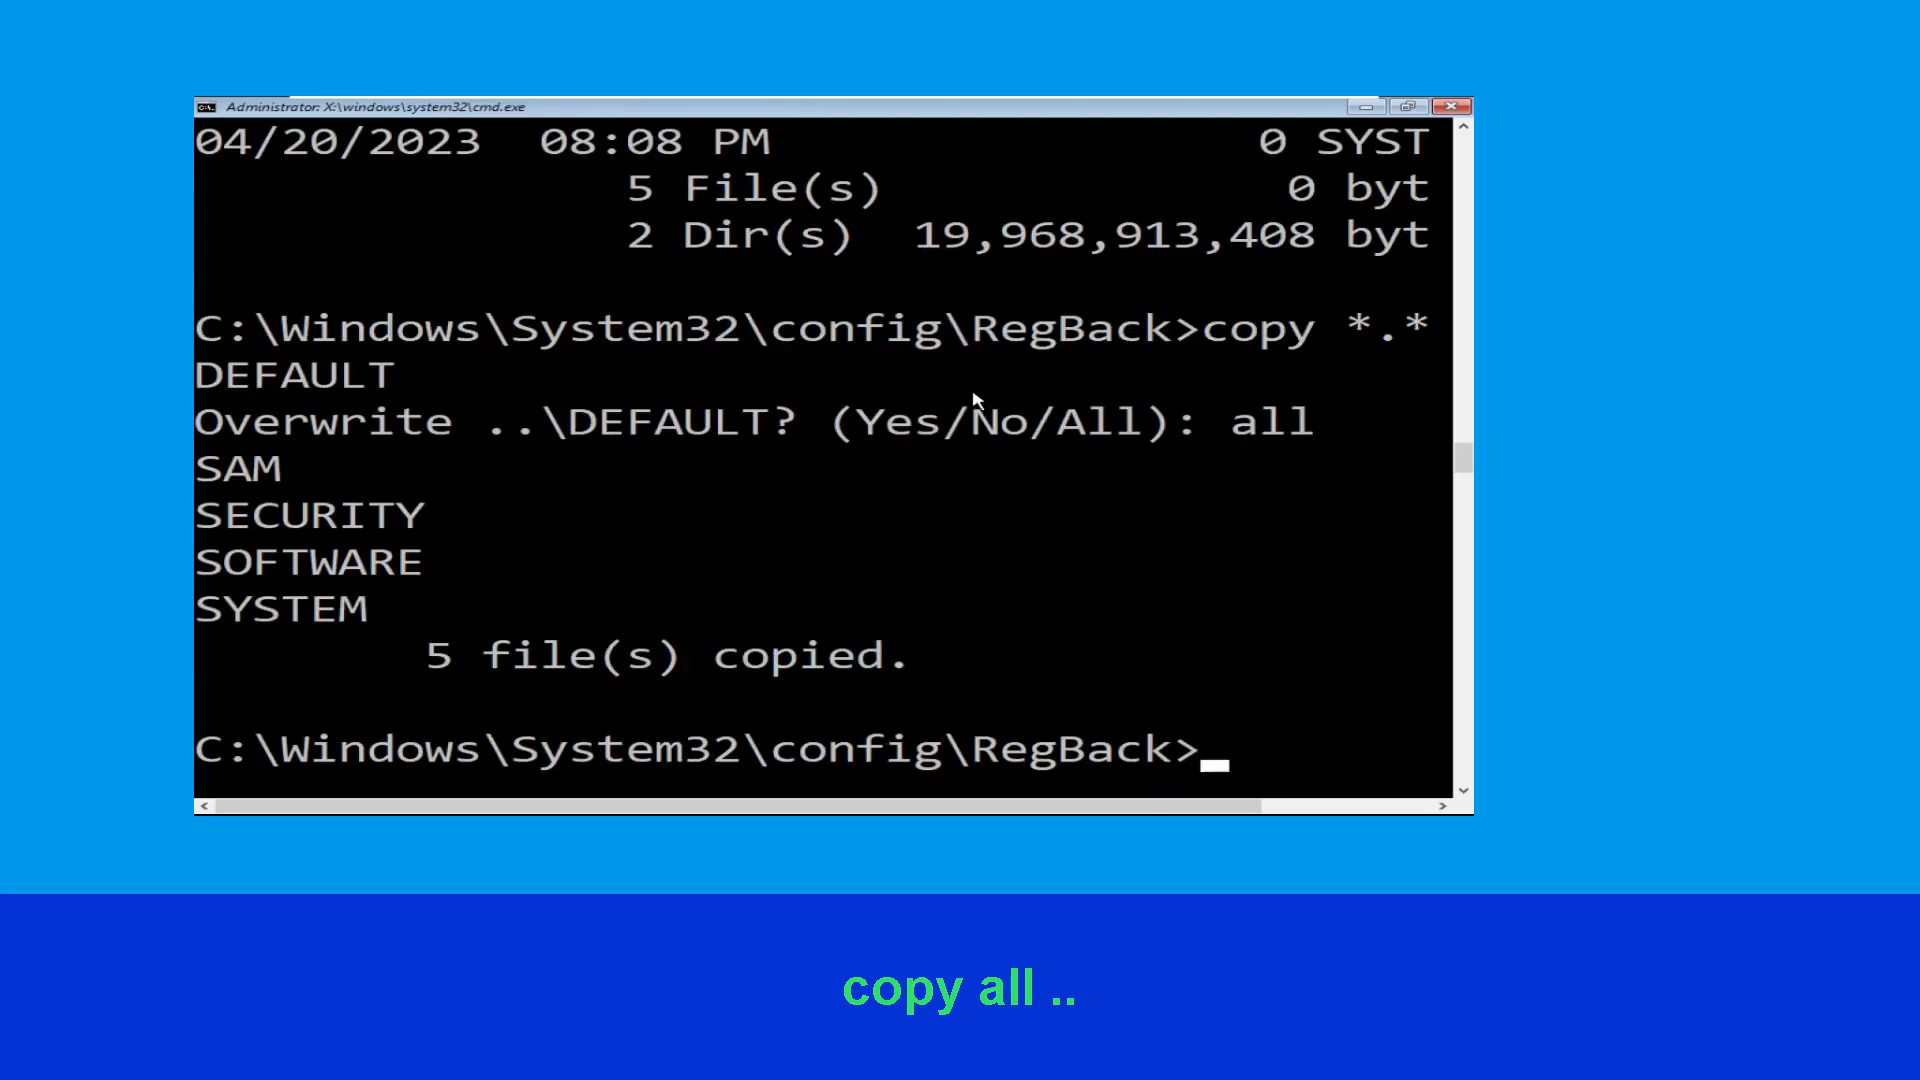 Administrator: X:\windows\system32\cmd.exe
04/20/2023  08:08 PM                 0 SYST
               5 File(s)              0 byt
               2 Dir(s)  19,968,913,408 byt
C:\Windows\System32\config\RegBack>copy *.*
DEFAULT
Overwrite ..\DEFAULT? (Yes/No/All): all
SAM
SECURITY
SOFTWARE
SYSTEM
        5 file(s) copied.
C:\Windows\System32\config\RegBack>
copy all ..